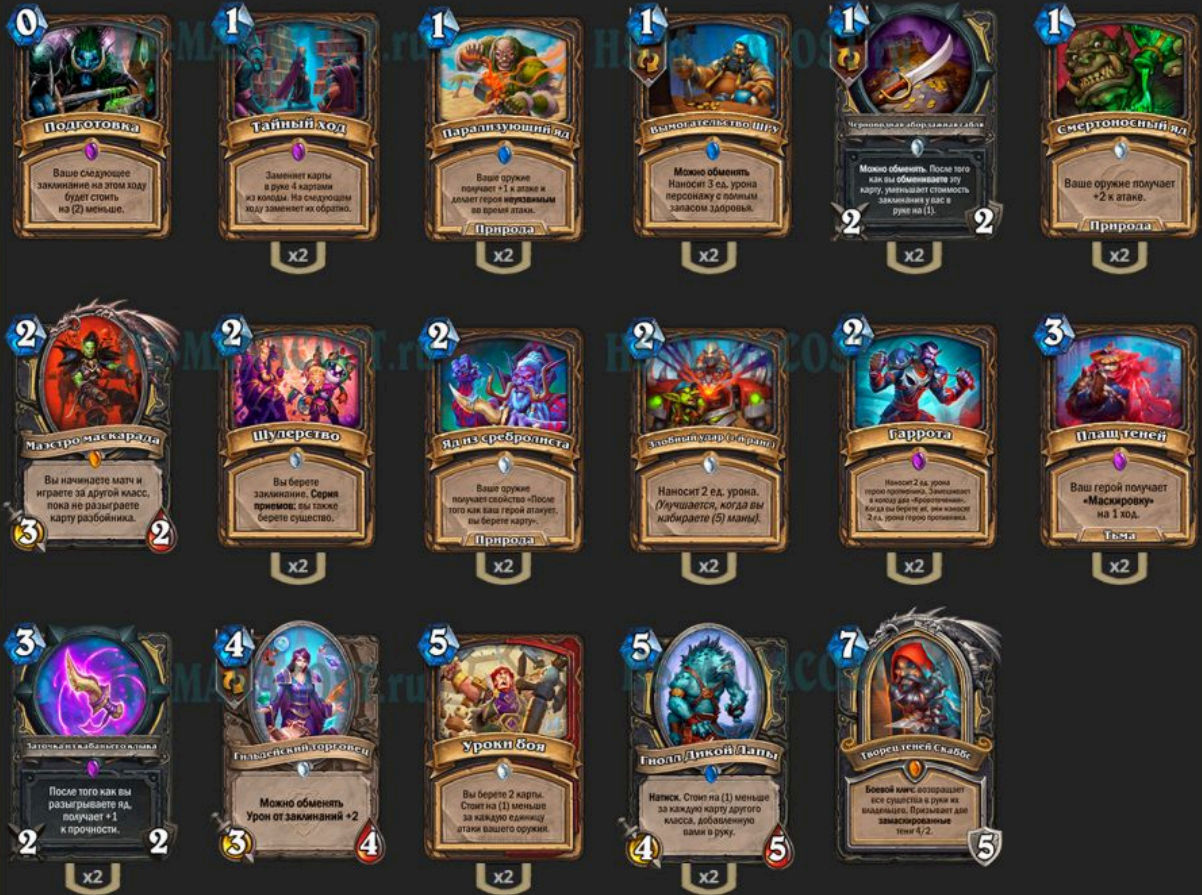 0
Подготовка
Ваше следующее
заклинание на этом ходу
будет стоить
на (2) меньше.
1
Тайный ход
Заменяет карты
в руке 4 картами
из колоды. На следующем
ходу заменяет их обратно.
x2
1
Парализующий яд
Ваше оружие
получает +1 к атаке и
делает героя неуязвимым
во время атаки.
Природа
x2
1
Вымогательство ШРУ
Можно обменять
Наносит 3 ед. урона
персонажу с полным
запасом здоровья.
x2
1
Черноводная абордажная сабля
Можно обменять. После того
как вы обмениваете эту
карту, уменьшает стоимость
заклинания у вас в
руке на (1).
2
2
x2
1
Смертоносный яд
Ваше оружие получает
+2 к атаке.
Природа
x2
2
Маэстро маскарада
Вы начинаете матч и
играете за другой класс,
пока не разыграете
карту разбойника.
3
2
2
Шулерство
Вы берете
заклинание. Серия
приемов: вы также
берете существо.
x2
2
Яд из сребролиста
Ваше оружие
получает свойство «После
того как ваш герой атакует,
вы берете карту».
Природа
x2
2
Злобный удар (1-й ранг)
Наносит 2 ед. урона.
(Улучшается, когда вы
набираете (5) маны).
x2
2
Гаррота
Наносит 2 ед. урона
герою противника. Замешивает
в колоду два «Кровотечения».
Когда вы берете их, они наносят
2 ед. урона герою противника.
x2
3
Плащ теней
Ваш герой получает
«Маскировку»
на 1 ход.
Тьма
x2
3
Заточка из кабаньего клыка
После того как вы
разыгрываете яд,
получает +1
к прочности.
2
2
x2
4
Гильдейский торговец
Можно обменять
Урон от заклинаний +2
3
4
5
Уроки боя
Вы берете 2 карты.
Стоит на (1) меньше
за каждую единицу
атаки вашего оружия.
x2
5
Гнолл Дикой Лапы
Натиск. Стоит на (1) меньше
за каждую карту другого
класса, добавленную
вами в руку.
4
5
x2
7
Творец теней Скаббс
Боевой клич: возвращает
все существа в руки их
владельцев. Призывает две
замаскированные
тени 4/2.
5